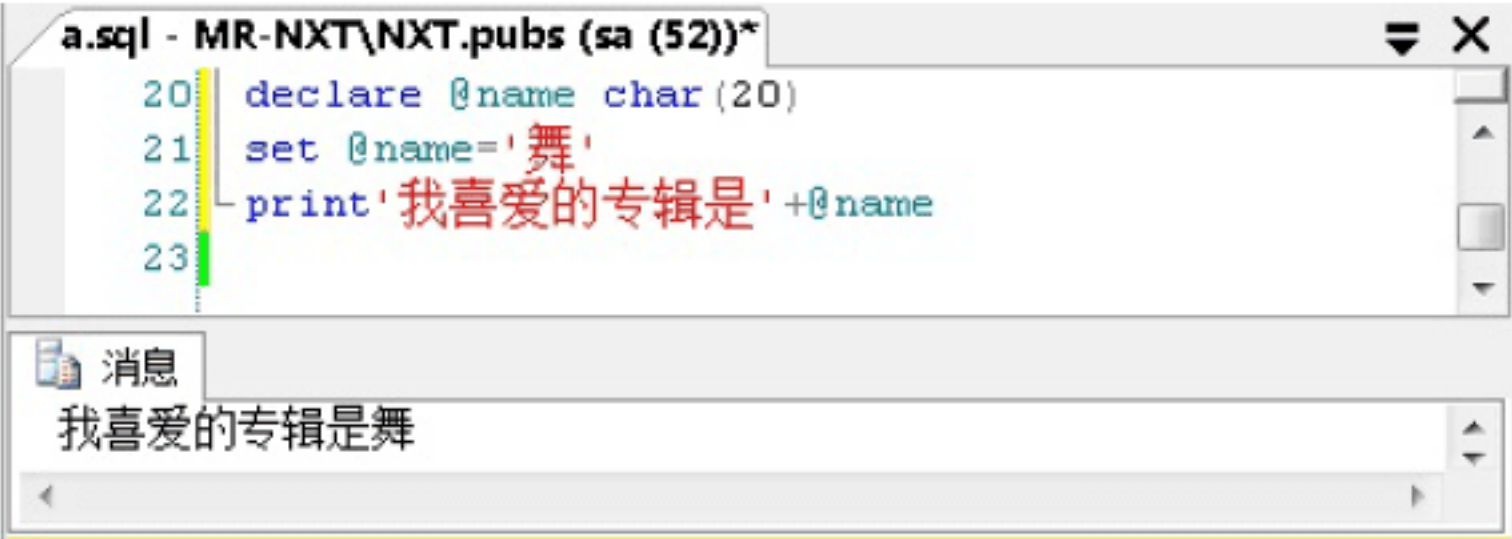 a.sql - MR-NXT\NXT.pubs (sa (52))*
20 declare @name char(20)
21 set @name='舞'
22 print'我喜爱的专辑是'+@name
23
消息
我喜爱的专辑是舞